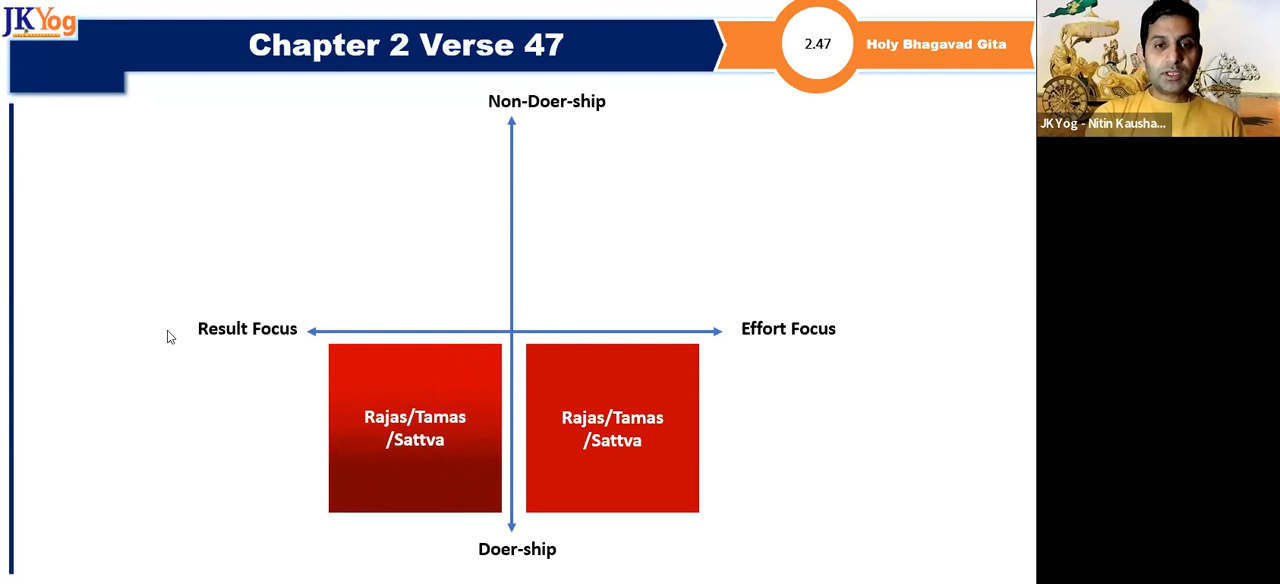 JKYog
Chapter 2 Verse 47
2.47
Holy Bhagavad Gita
JKYog - Nitin Kausha...
Non-Doer-ship
Result Focus
Effort Focus
Rajas/Tamas
/Sattva
Rajas/Tamas
/Sattva
Doer-ship